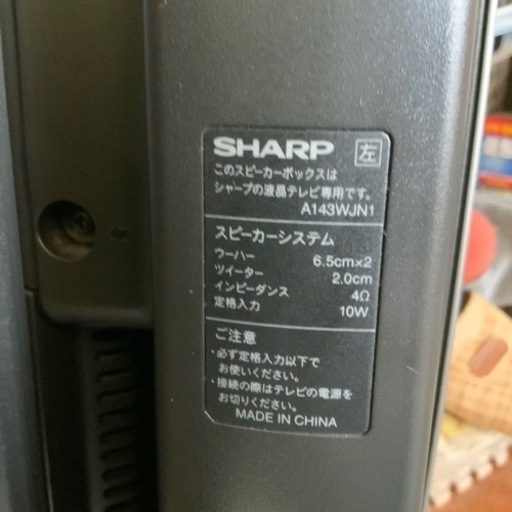 SHARP 左
このスピーカーボックスは
シャープの液晶テレビ専用です。
A143WJN1
スピーカーシステム
ウーハー 6.5cm×2
ツイーター 2.0cm
インピーダンス 4Ω
定格入力 10W
ご注意
・必ず定格入力以下で
お使いください。
・接続の際はテレビの電源を
お切りください。
MADE IN CHINA